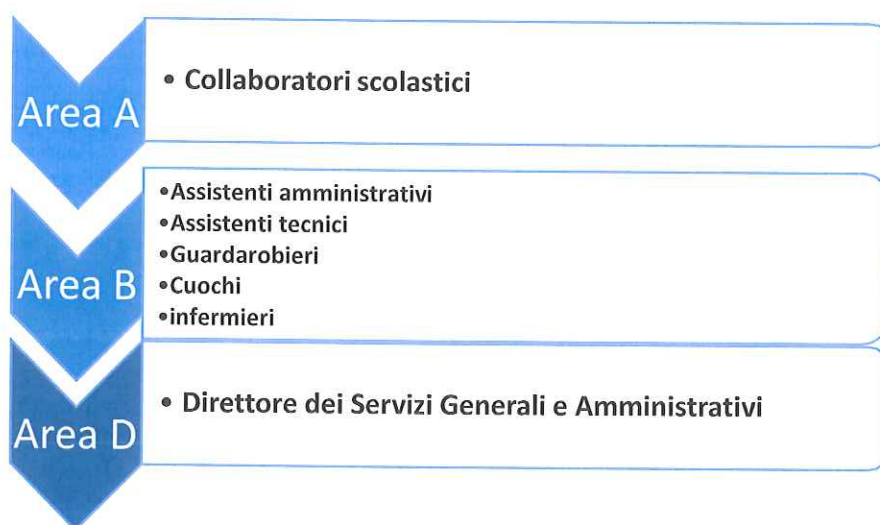 Area A
• Collaboratori scolastici
Area B
•Assistenti amministrativi
•Assistenti tecnici
•Guardarobieri
•Cuochi
•infermieri
Area D
• Direttore dei Servizi Generali e Amministrativi